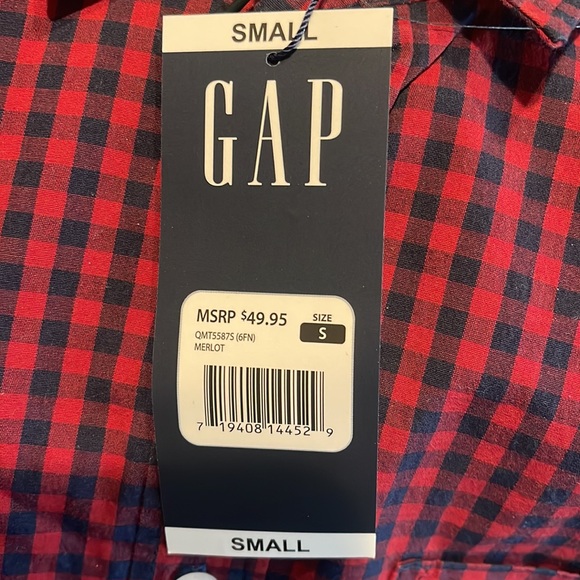 SMALL
GAP
MSRP $49.95
SIZE
S
QMT5587S (6FN)
MERLOT
7 19408 14452 9
SMALL